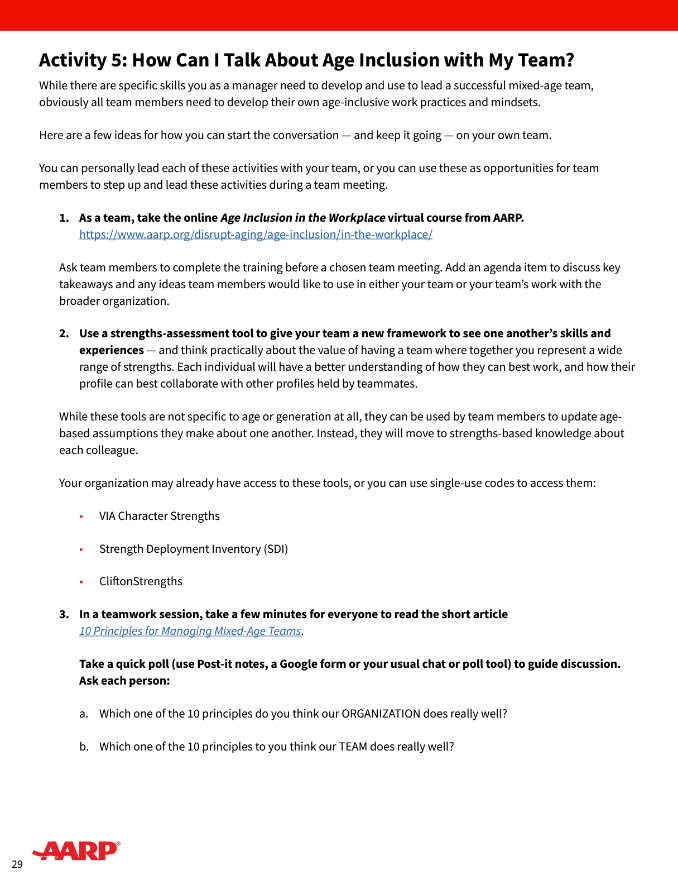 Activity 5: How Can I Talk About Age Inclusion with My Team?
While there are specific skills you as a manager need to develop and use to lead a successful mixed-age team,
obviously all team members need to develop their own age-inclusive work practices and mindsets.
Here are a few ideas for how you can start the conversation — and keep it going — on your own team.
You can personally lead each of these activities with your team, or you can use these as opportunities for team
members to step up and lead these activities during a team meeting.
1. As a team, take the online Age Inclusion in the Workplace virtual course from AARP.
https://www.aarp.org/disrupt-aging/age-inclusion/in-the-workplace/
Ask team members to complete the training before a chosen team meeting. Add an agenda item to discuss key
takeaways and any ideas team members would like to use in either your team or your team's work with the
broader organization.
2. Use a strengths-assessment tool to give your team a new framework to see one another's skills and
experiences — and think practically about the value of having a team where together you represent a wide
range of strengths. Each individual will have a better understanding of how they can best work, and how their
profile can best collaborate with other profiles held by teammates.
While these tools are not specific to age or generation at all, they can be used by team members to update age-
based assumptions they make about one another. Instead, they will move to strengths-based knowledge about
each colleague.
Your organization may already have access to these tools, or you can use single-use codes to access them:
• VIA Character Strengths
• Strength Deployment Inventory (SDI)
• CliftonStrengths
3. In a teamwork session, take a few minutes for everyone to read the short article
10 Principles for Managing Mixed-Age Teams.
Take a quick poll (use Post-it notes, a Google form or your usual chat or poll tool) to guide discussion.
Ask each person:
a. Which one of the 10 principles do you think our ORGANIZATION does really well?
b. Which one of the 10 principles to you think our TEAM does really well?
29 AARP®